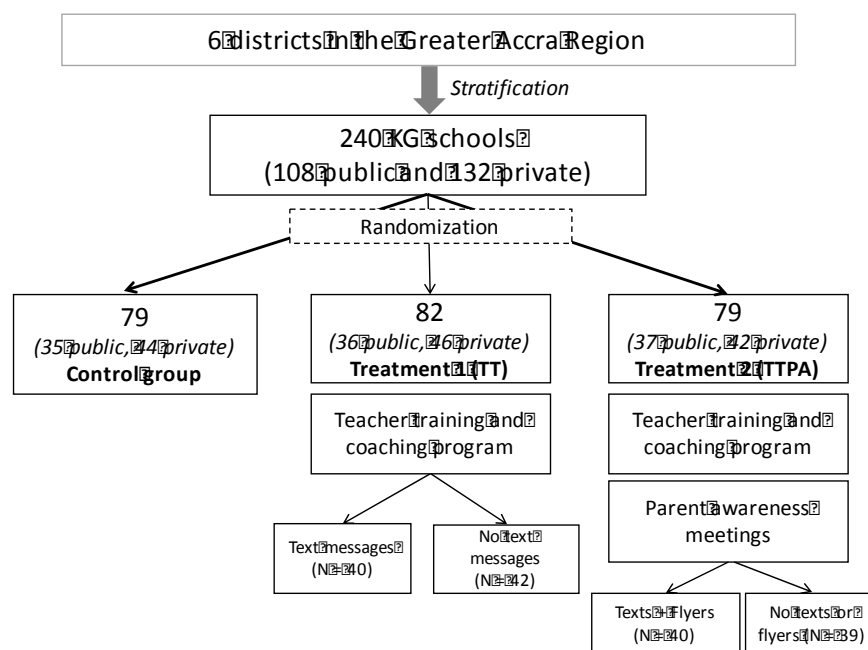 6 districts in the Greater Accra Region
Stratification
240 KG schools
(108 public and 132 private)
Randomization
79
(35 public, 44 private)
Control group
82
(36 public, 46 private)
Treatment 1 (TT)
79
(37 public, 42 private)
Treatment 2 (TTPA)
Teacher training and
coaching program
Teacher training and
coaching program
Parent awareness
meetings
Text messages
(N = 40)
No text
messages
(N = 42)
Texts + Flyers
(N = 40)
No texts or
flyers (N = 39)